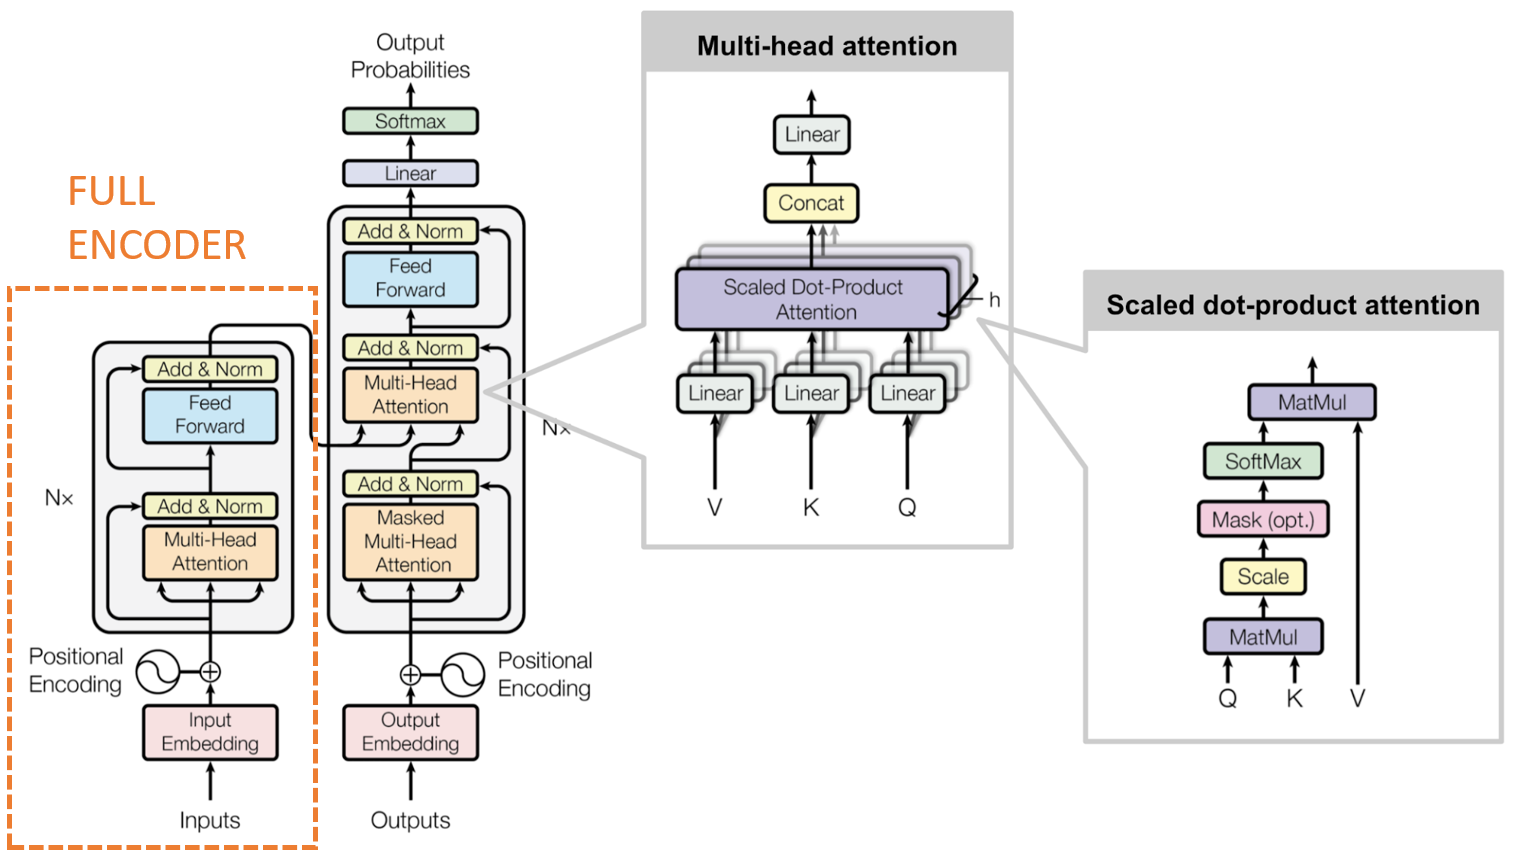 FULL
ENCODER
Output
Probabilities
Softmax
Linear
Add & Norm
Feed
Forward
Add & Norm
Multi-Head
Attention
Nx
Add & Norm
Masked
Multi-Head
Attention
Positional
Encoding
Output
Embedding
Outputs
Add & Norm
Feed
Forward
Nx
Add & Norm
Multi-Head
Attention
Positional
Encoding
Input
Embedding
Inputs
Multi-head attention
Linear
Concat
Scaled Dot-Product
Attention
h
Linear Linear Linear
V K Q
Scaled dot-product attention
MatMul
SoftMax
Mask (opt.)
Scale
MatMul
Q K V